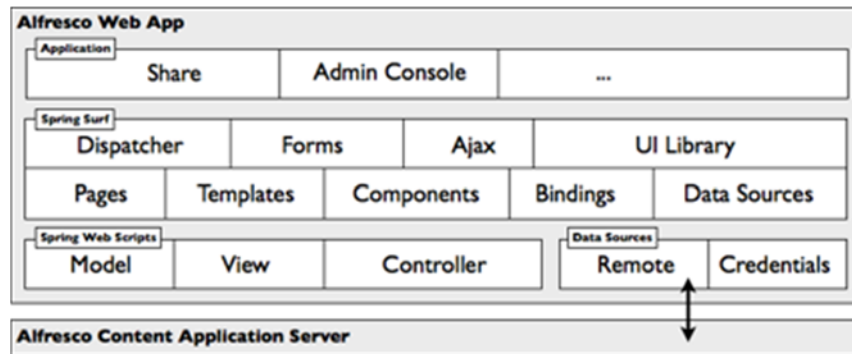 Alfresco Web App
Application
Share Admin Console ...
Spring Surf
Dispatcher Forms Ajax UI Library
Pages Templates Components Bindings Data Sources
Spring Web Scripts Data Sources
Model View Controller Remote Credentials
Alfresco Content Application Server